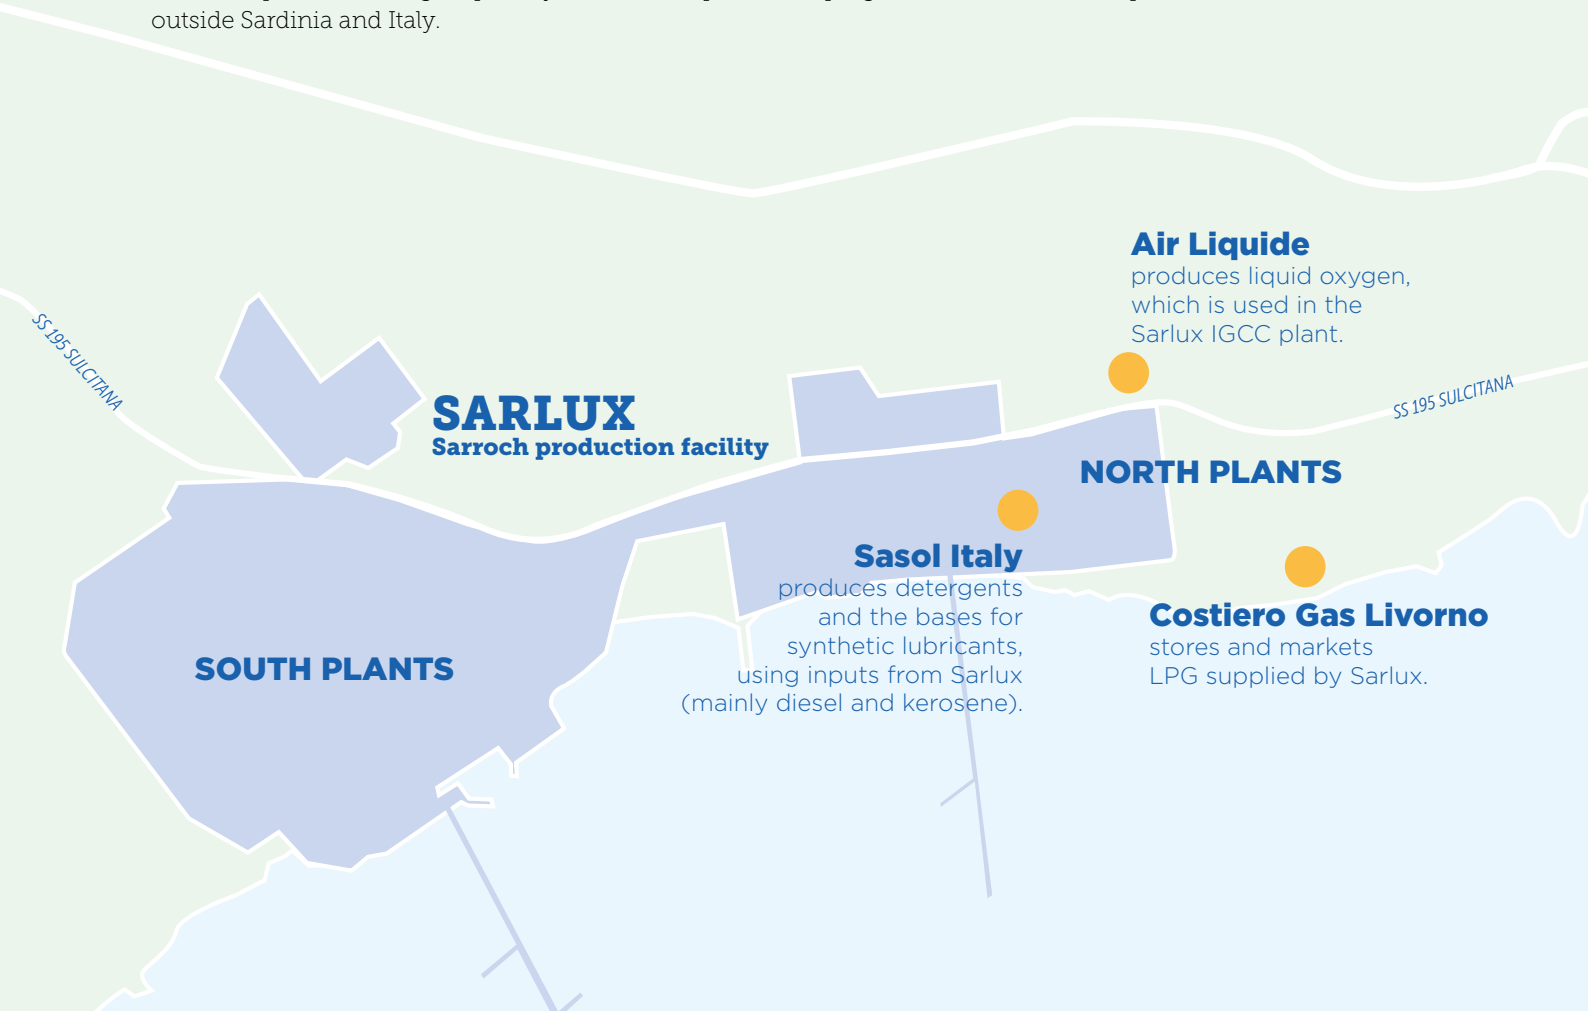 outside Sardinia and Italy.
Air Liquide
produces liquid oxygen,
which is used in the
Sarlux IGCC plant.
SS 195 SULCITANA
SS 195 SULCITANA
SARLUX
Sarroch production facility
NORTH PLANTS
Sasol Italy
produces detergents
and the bases for
synthetic lubricants,
using inputs from Sarlux
(mainly diesel and kerosene).
Costiero Gas Livorno
stores and markets
LPG supplied by Sarlux.
SOUTH PLANTS